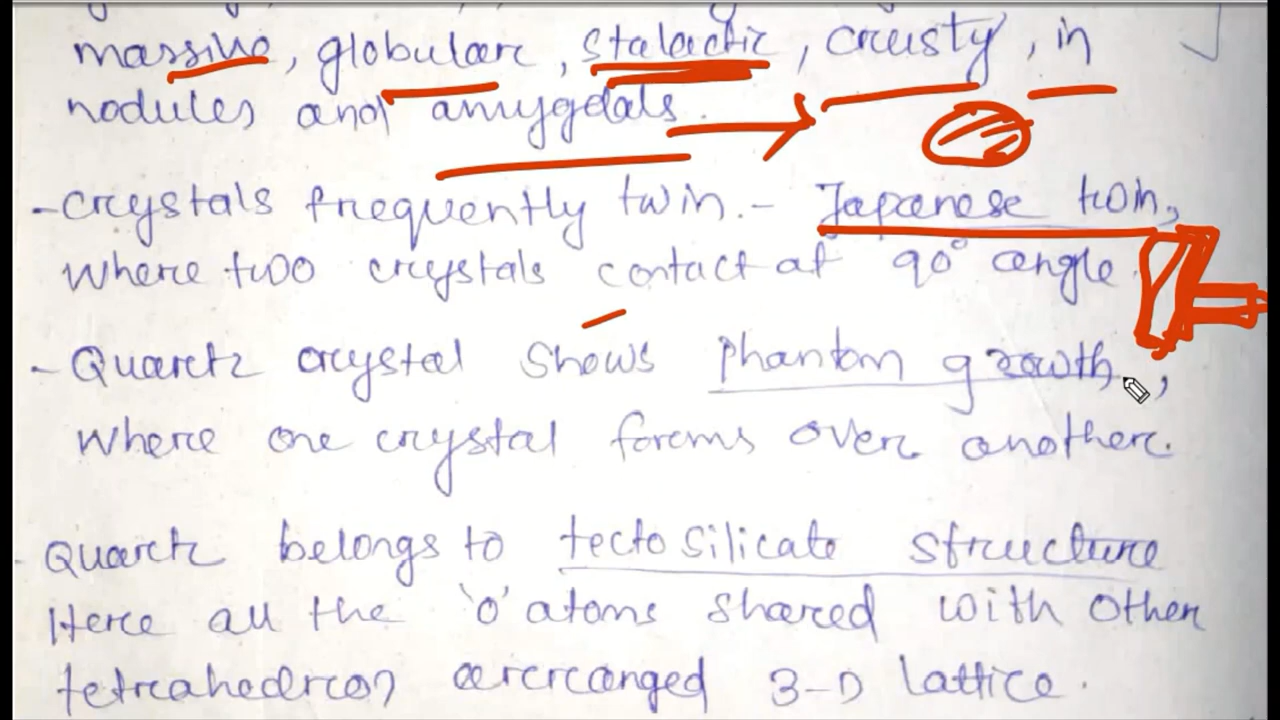 massive, globular, stalactic, crusty, in
nodules and amygdals.
- Crystals frequently twin. - Japanese twin,
where two crystals contact at 90° angle.
- Quartz crystal shows phantom growth,
where one crystal forms over another.
- Quartz belongs to tectosilicate structure
Here all the 'o' atoms shared with other
tetrahedron arranged 3-D lattice.